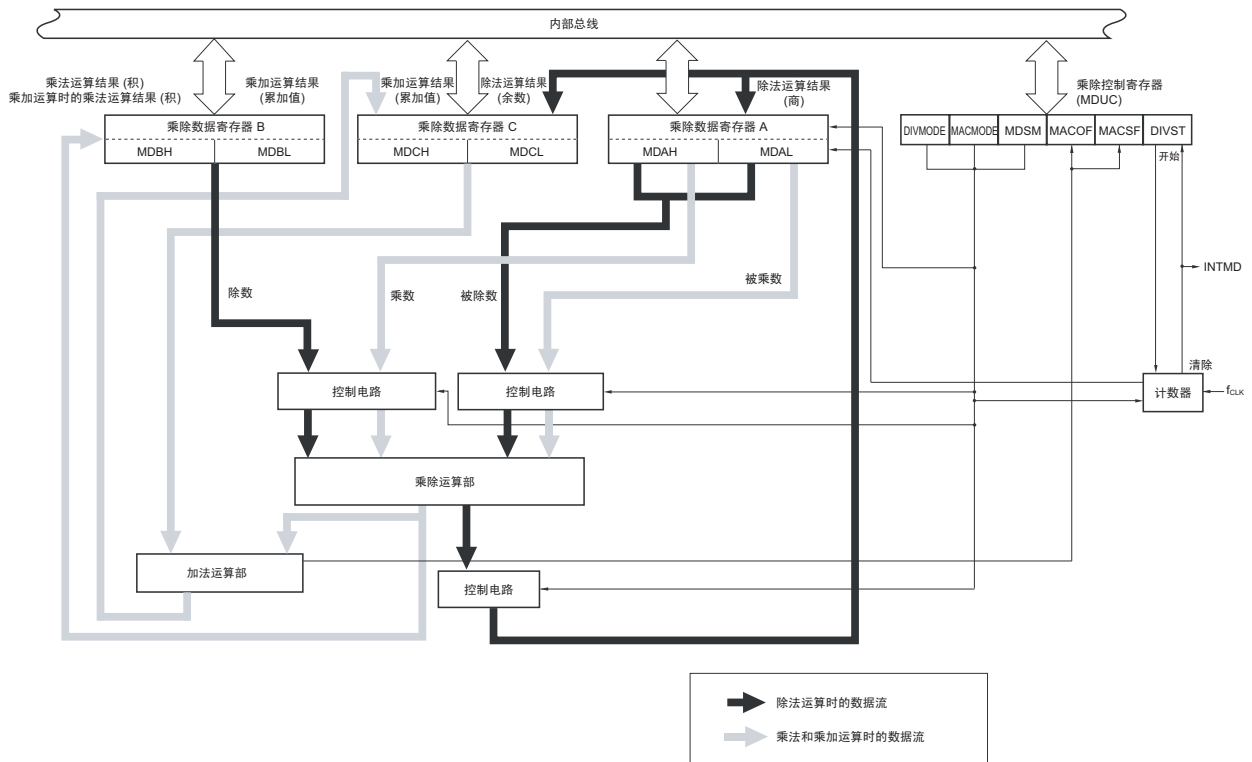 内部总线
乘法运算结果 (积)
乘加运算时的乘法运算结果 (积)
乘加运算结果
(累加值)
乘加运算结果
(累加值)
除法运算结果
(余数)
除法运算结果
(商)
乘除控制寄存器
(MDUC)
乘除数据寄存器 B
MDBH
MDBL
乘除数据寄存器 C
MDCH
MDCL
乘除数据寄存器 A
MDAH
MDAL
DIVMODE
MACMODE
MDSM
MACOF
MACSF
DIVST
开始
INTMD
除数
乘数
被除数
被乘数
清除
控制电路
控制电路
计数器
fCLK
乘除运算部
加法运算部
控制电路
除法运算时的数据流
乘法和乘加运算时的数据流